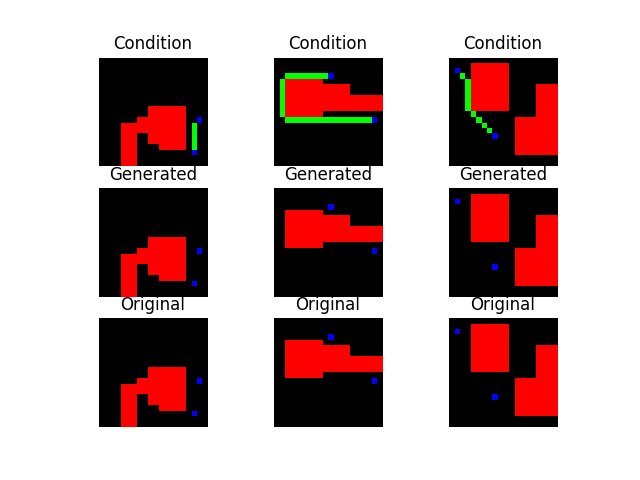 Condition Condition Condition
Generated Generated Generated
Original Original Original